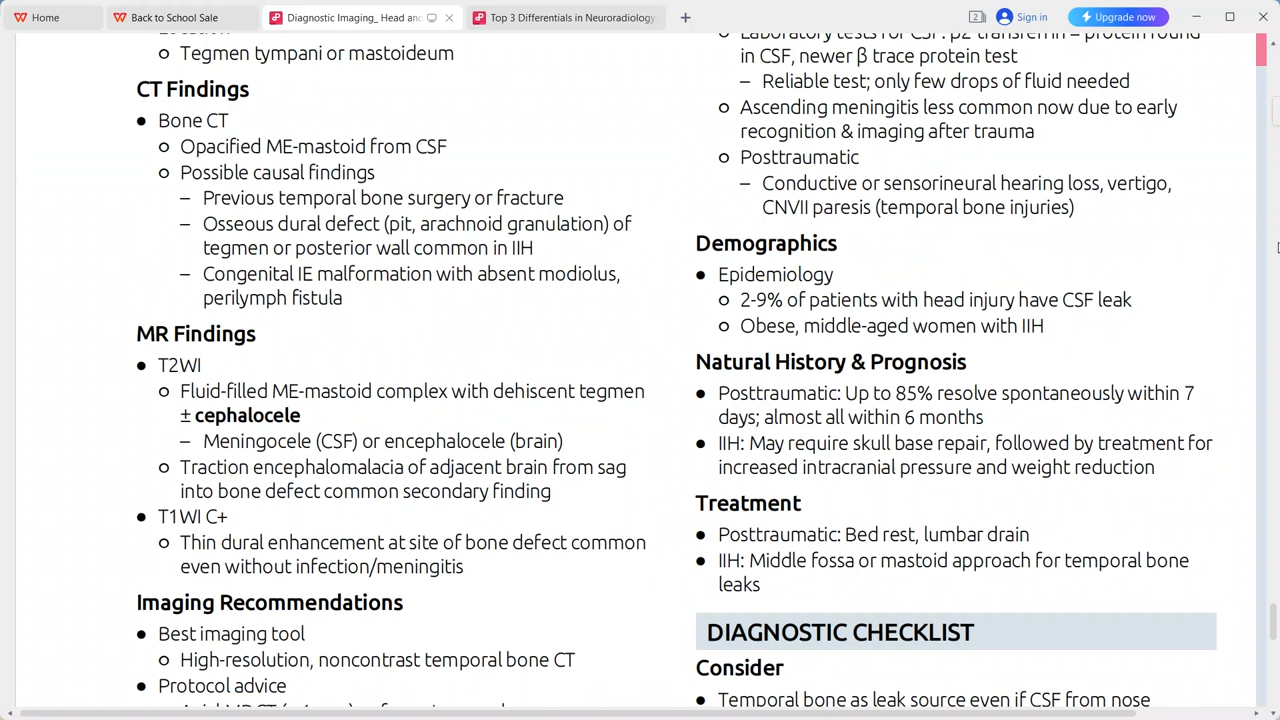 Home
Back to School Sale
Diagnostic Imaging_ Head and
Top 3 Differentials in Neuroradiology
2
Sign in
Upgrade now
Location
Tegmen tympani or mastoideum
CT Findings
Bone CT
Opacified ME-mastoid from CSF
Possible causal findings
– Previous temporal bone surgery or fracture
– Osseous dural defect (pit, arachnoid granulation) of
tegmen or posterior wall common in IIH
– Congenital IE malformation with absent modiolus,
perilymph fistula
MR Findings
T2WI
Fluid-filled ME-mastoid complex with dehiscent tegmen
± cephalocele
– Meningocele (CSF) or encephalocele (brain)
Traction encephalomalacia of adjacent brain from sag
into bone defect common secondary finding
T1WI C+
Thin dural enhancement at site of bone defect common
even without infection/meningitis
Imaging Recommendations
Best imaging tool
High-resolution, noncontrast temporal bone CT
Protocol advice
Laboratory tests for CSF: β2 transferrin = protein found
in CSF, newer β trace protein test
– Reliable test; only few drops of fluid needed
Ascending meningitis less common now due to early
recognition & imaging after trauma
Posttraumatic
– Conductive or sensorineural hearing loss, vertigo,
CNVII paresis (temporal bone injuries)
Demographics
Epidemiology
2-9% of patients with head injury have CSF leak
Obese, middle-aged women with IIH
Natural History & Prognosis
Posttraumatic: Up to 85% resolve spontaneously within 7
days; almost all within 6 months
IIH: May require skull base repair, followed by treatment for
increased intracranial pressure and weight reduction
Treatment
Posttraumatic: Bed rest, lumbar drain
IIH: Middle fossa or mastoid approach for temporal bone
leaks
DIAGNOSTIC CHECKLIST
Consider
Temporal bone as leak source even if CSF from nose